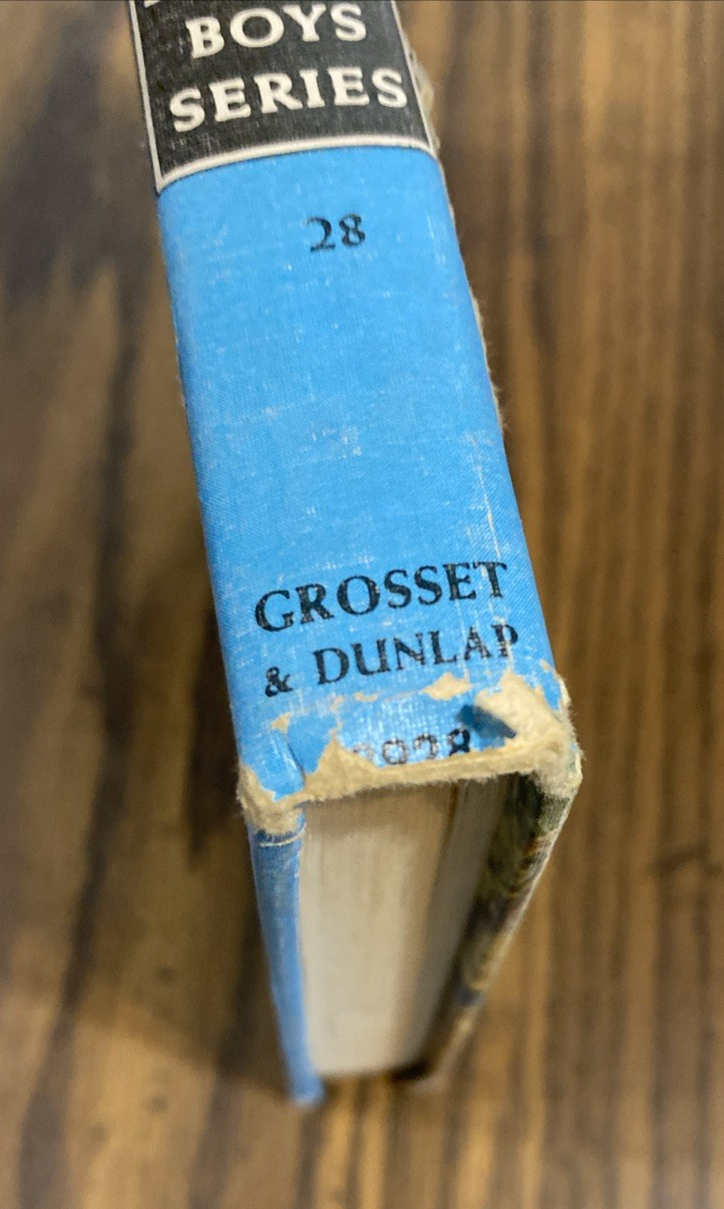 BOYS
SERIES
28
GROSSET
& DUNLAP